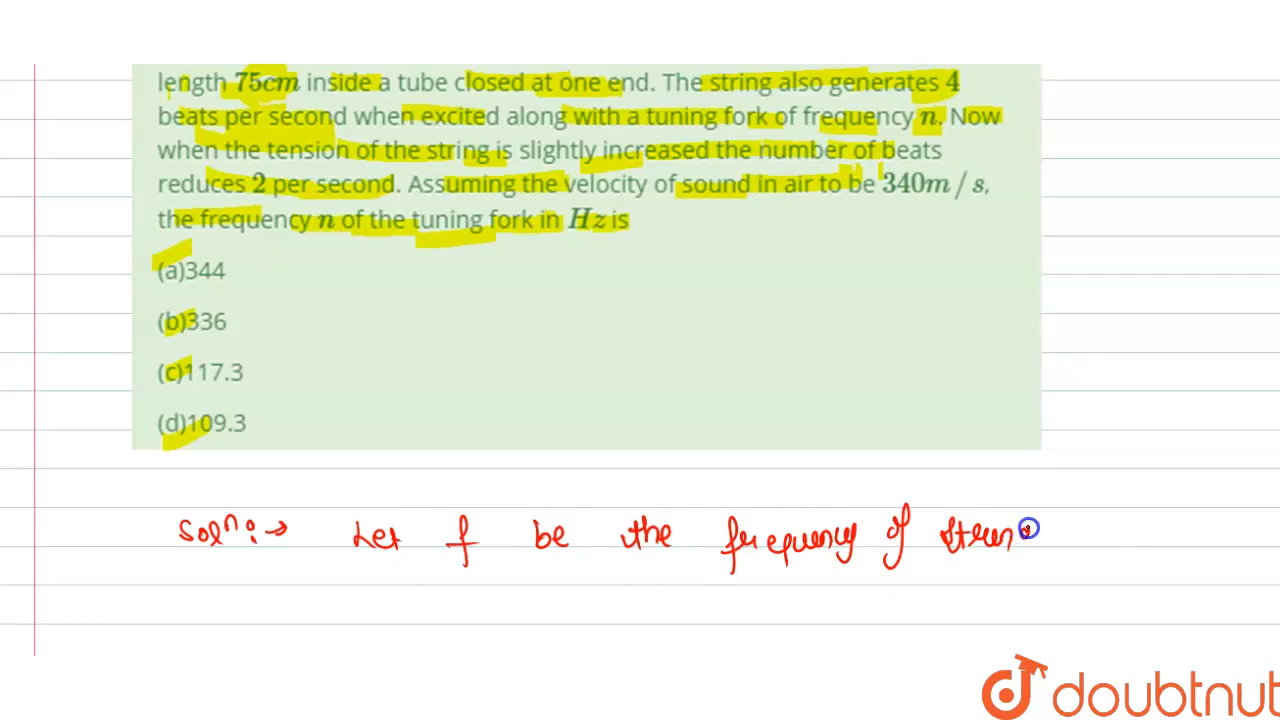 length 75cm inside a tube closed at one end. The string also generates 4
beats per second when excited along with a tuning fork of frequency n. Now
when the tension of the string is slightly increased the number of beats
reduces 2 per second. Assuming the velocity of sound in air to be 340m/s,
the frequency n of the tuning fork in Hz is
(a)344
(b)336
(c)117.3
(d)109.3
Soln:→ Let f be the frequency of
doubtnut